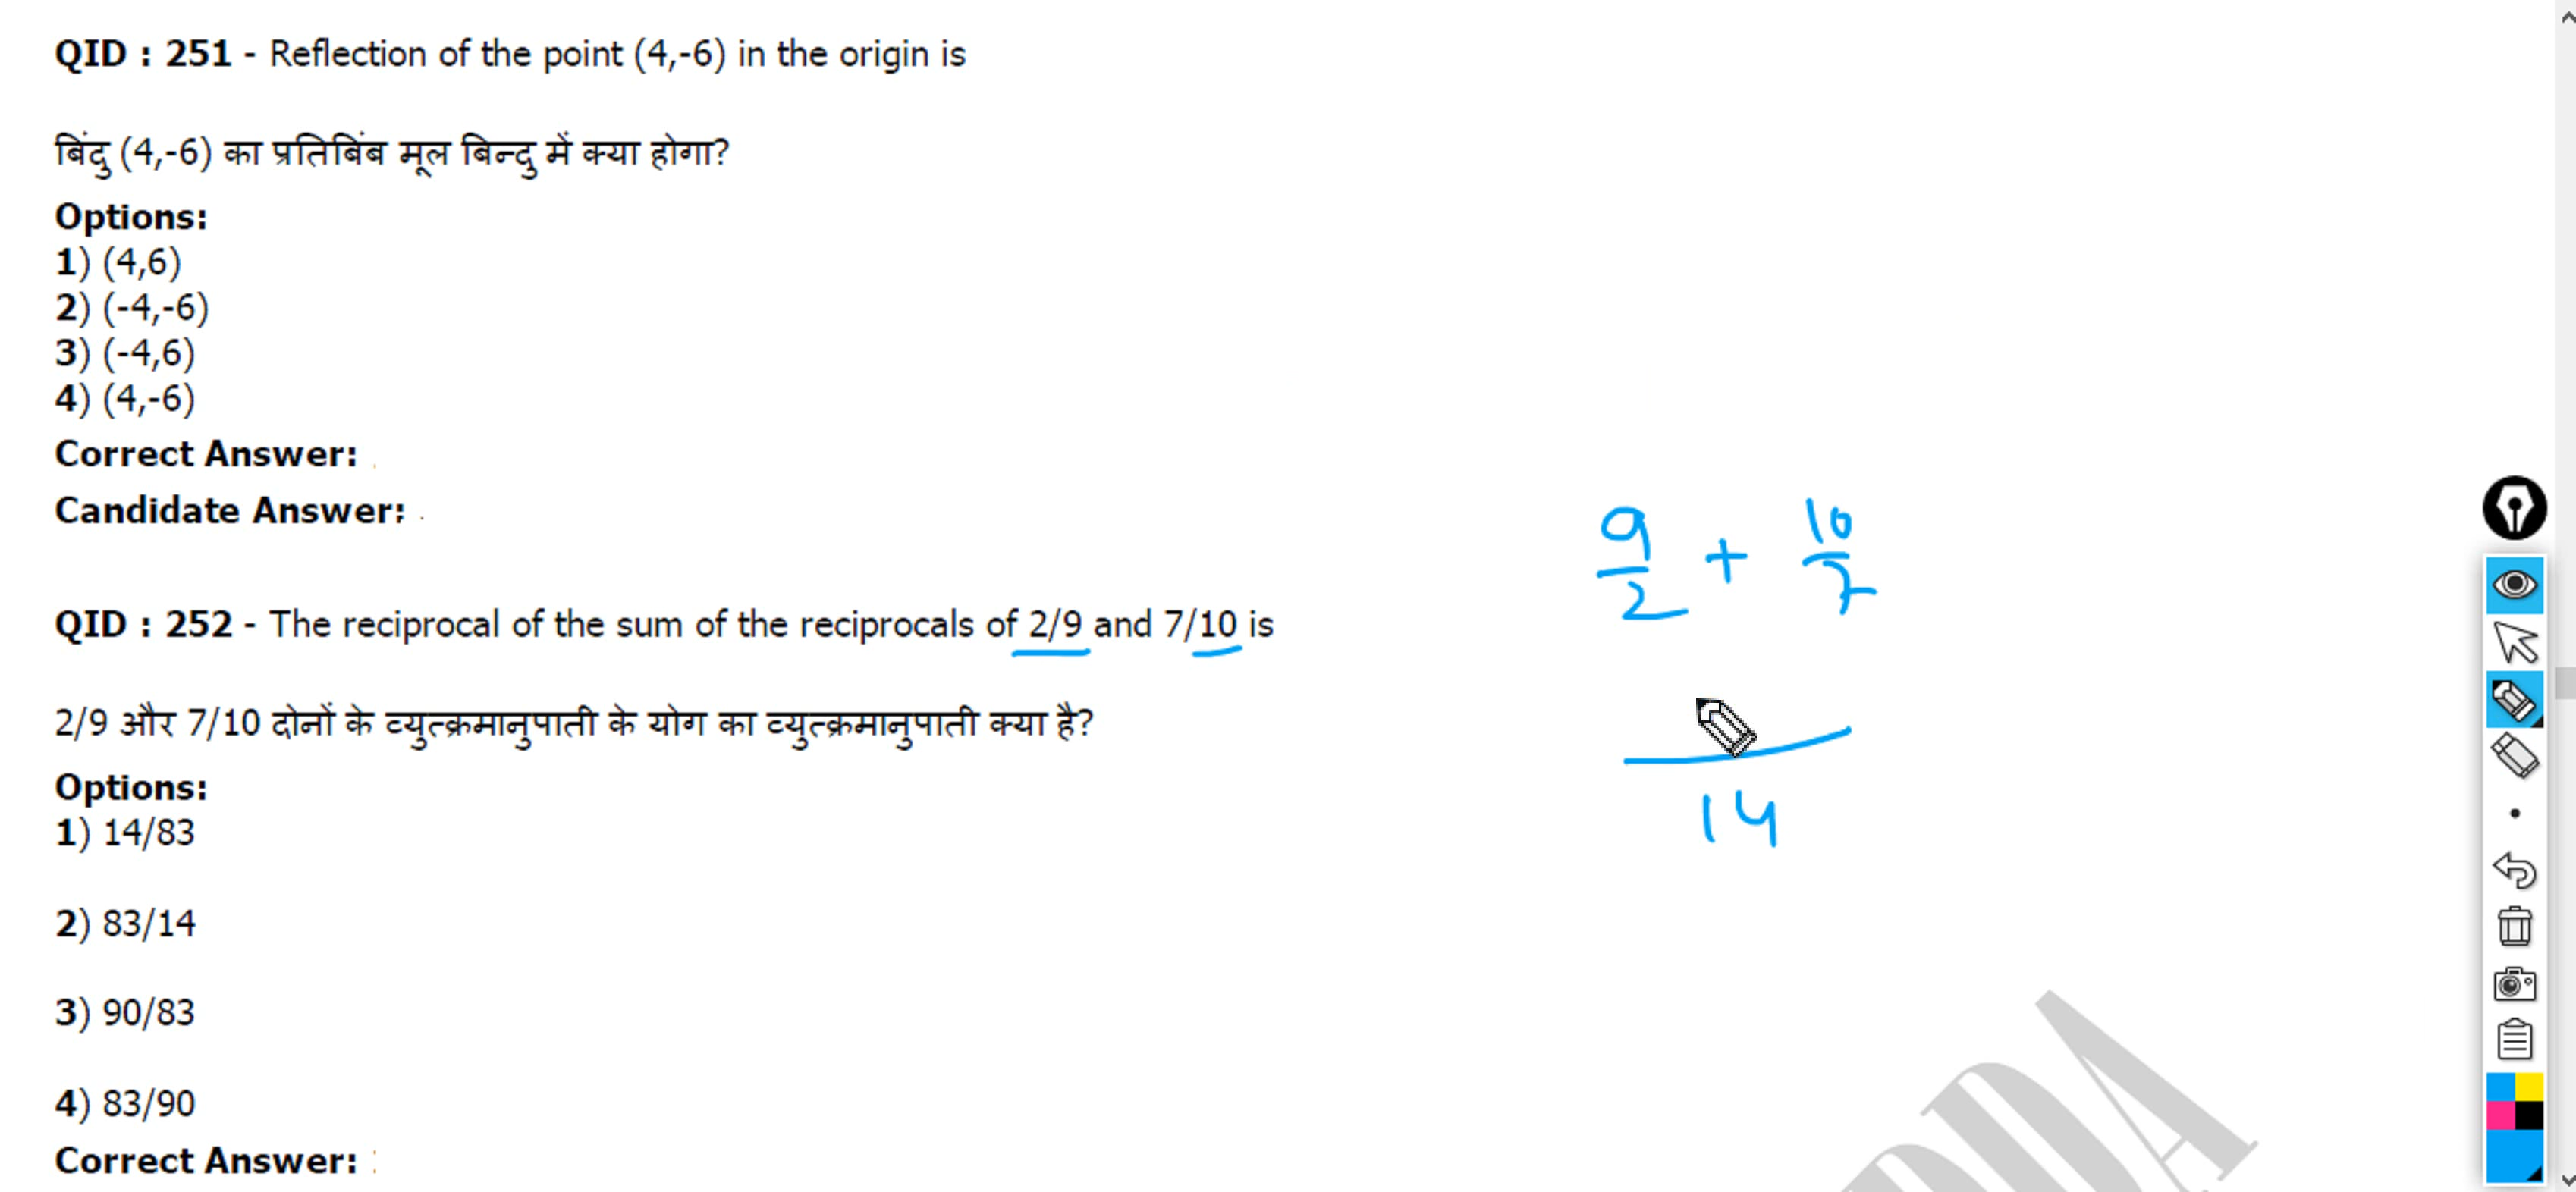 QID : 251 - Reflection of the point (4,-6) in the origin is
बिंदु (4,-6) का प्रतिबिंब मूल बिन्दु में क्या होगा?
Options:
1) (4,6)
2) (-4,-6)
3) (-4,6)
4) (4,-6)
Correct Answer:
Candidate Answer:
QID : 252 - The reciprocal of the sum of the reciprocals of 2/9 and 7/10 is
2/9 और 7/10 दोनों के व्युत्क्रमानुपाती के योग का व्युत्क्रमानुपाती क्या है?
Options:
1) 14/83
2) 83/14
3) 90/83
4) 83/90
Correct Answer:
9 10
+
2 7
14